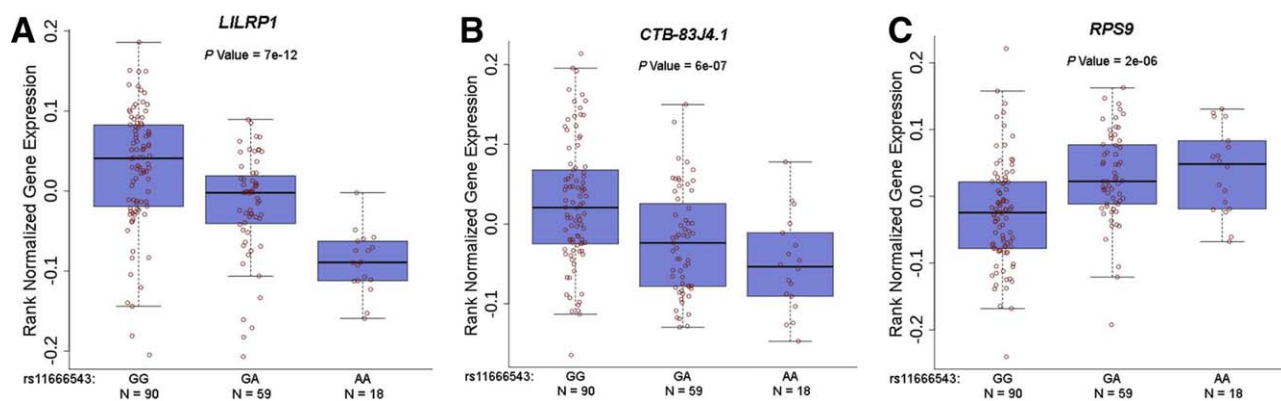 A
LILRP1
P Value = 7e-12
Rank Normalized Gene Expression
0.2
0.1
0.0
-0.1
-0.2
rs11666543: GG GA AA
N = 90 N = 59 N = 18
B
CTB-83J4.1
P Value = 6e-07
Rank Normalized Gene Expression
0.2
0.1
0.0
-0.1
rs11666543: GG GA AA
N = 90 N = 59 N = 18
C
RPS9
P Value = 2e-06
Rank Normalized Gene Expression
0.2
0.1
0.0
-0.1
-0.2
rs11666543: GG GA AA
N = 90 N = 59 N = 18